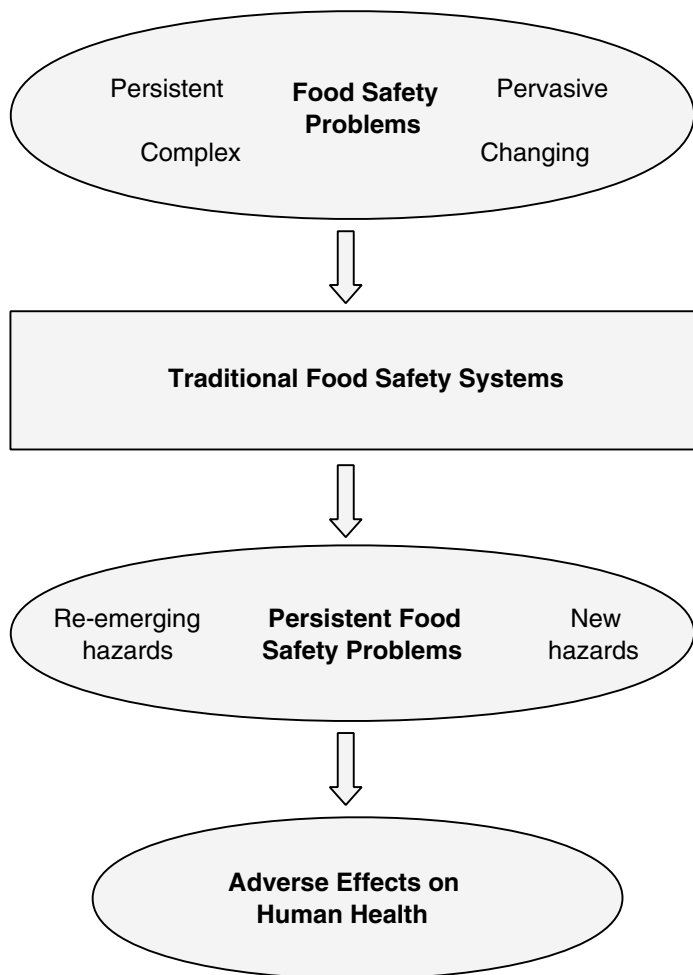 Persistent
Food Safety
Problems
Pervasive
Complex
Changing
Traditional Food Safety Systems
Re-emerging
hazards
Persistent Food
Safety Problems
New
hazards
Adverse Effects on
Human Health